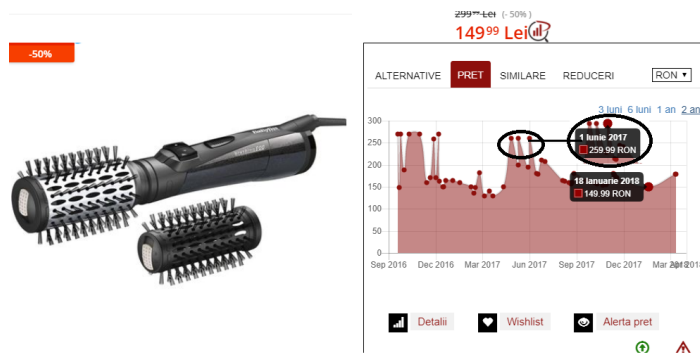 299⁹⁹ Lei (- 50% )
149⁹⁹ Lei
-50%
BaByliss
ALTERNATIVE PRET SIMILARE REDUCERI RON ▼
3 luni 6 luni 1 an 2 an
300
250
200
150
100
50
0
1 Iunie 2017
259.99 RON
18 Ianuarie 2018
149.99 RON
Sep 2016 Dec 2016 Mar 2017 Jun 2017 Sep 2017 Dec 2017 Mar 2018
Detalii Wishlist Alerta pret